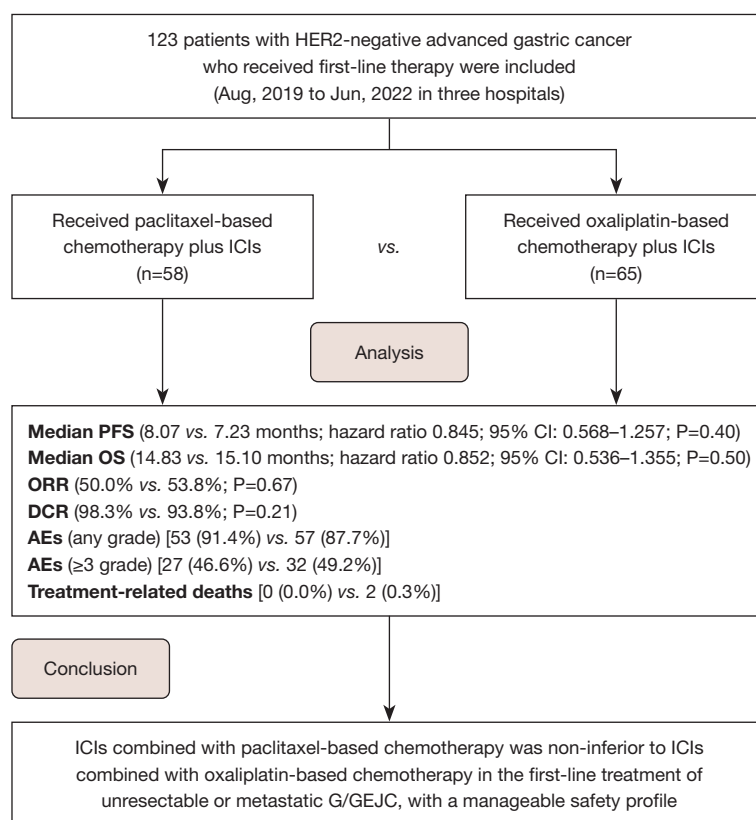 123 patients with HER2-negative advanced gastric cancer
who received first-line therapy were included
(Aug, 2019 to Jun, 2022 in three hospitals)
Received paclitaxel-based
chemotherapy plus ICIs
(n=58)
vs.
Received oxaliplatin-based
chemotherapy plus ICIs
(n=65)
Analysis
Median PFS (8.07 vs. 7.23 months; hazard ratio 0.845; 95% CI: 0.568–1.257; P=0.40)
Median OS (14.83 vs. 15.10 months; hazard ratio 0.852; 95% CI: 0.536–1.355; P=0.50)
ORR (50.0% vs. 53.8%; P=0.67)
DCR (98.3% vs. 93.8%; P=0.21)
AEs (any grade) [53 (91.4%) vs. 57 (87.7%)]
AEs (≥3 grade) [27 (46.6%) vs. 32 (49.2%)]
Treatment-related deaths [0 (0.0%) vs. 2 (0.3%)]
Conclusion
ICIs combined with paclitaxel-based chemotherapy was non-inferior to ICIs
combined with oxaliplatin-based chemotherapy in the first-line treatment of
unresectable or metastatic G/GEJC, with a manageable safety profile